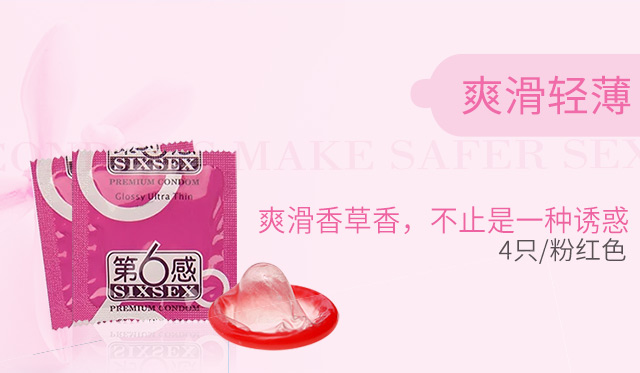 爽滑轻薄
MAKE SAFER SEX
爽滑香草香，不止是一种诱惑
4只/粉红色
感
SIXSEX
PREMIUM CONDOM
Glossy Ultra Thin
第6感
SIXSEX
PREMIUM CONDOM